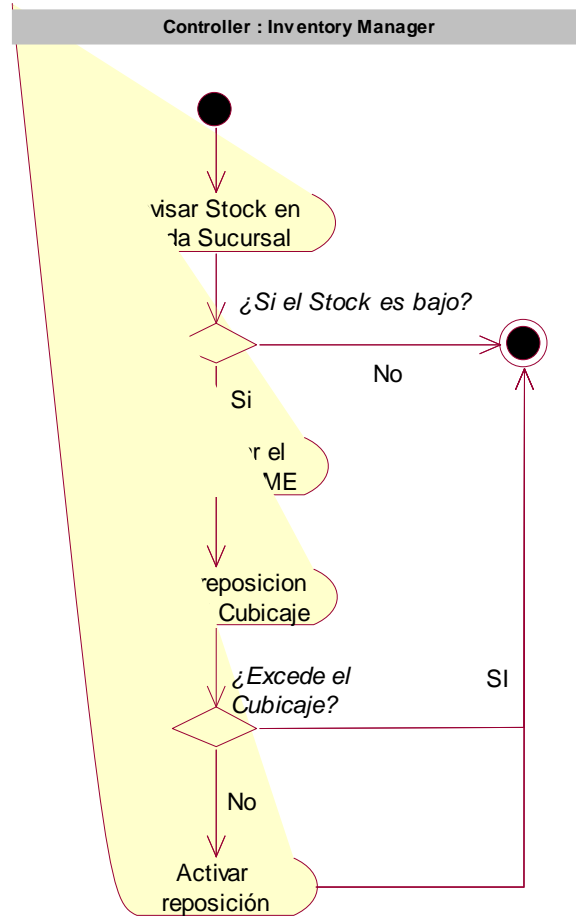 Controller : Inventory Manager
visar Stock en
da Sucursal
¿Si el Stock es bajo?
No
Si
r el
ME
reposicion
Cubicaje
¿Excede el
Cubicaje?
SI
No
Activar
reposición